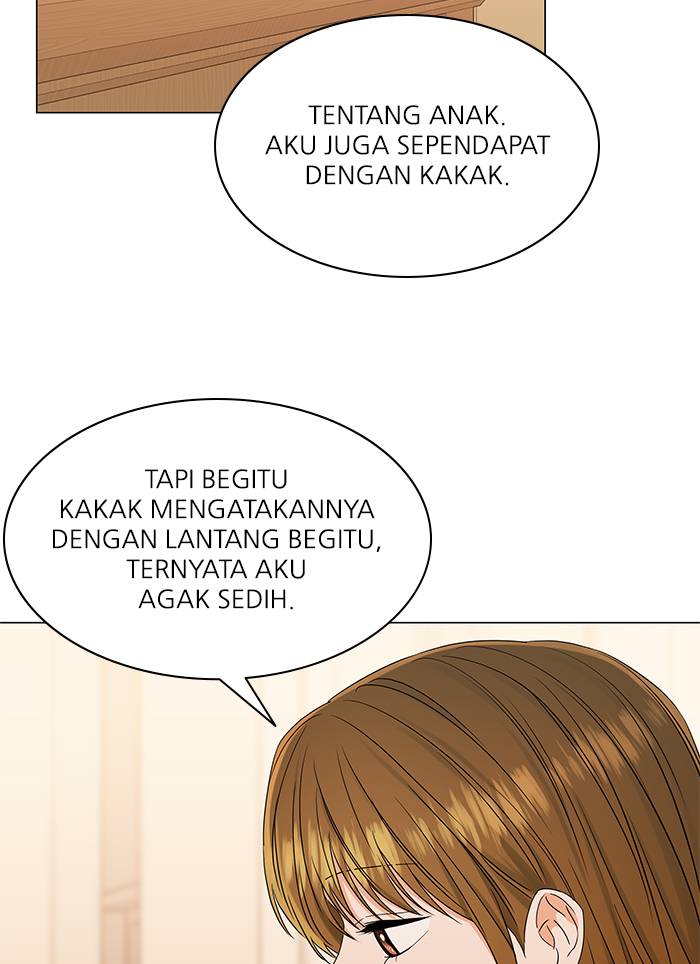 TENTANG ANAK.
AKU JUGA SEPENDAPAT
DENGAN KAKAK.
TAPI BEGITU
KAKAK MENGATAKANNYA
DENGAN LANTANG BEGITU,
TERNYATA AKU
AGAK SEDIH.